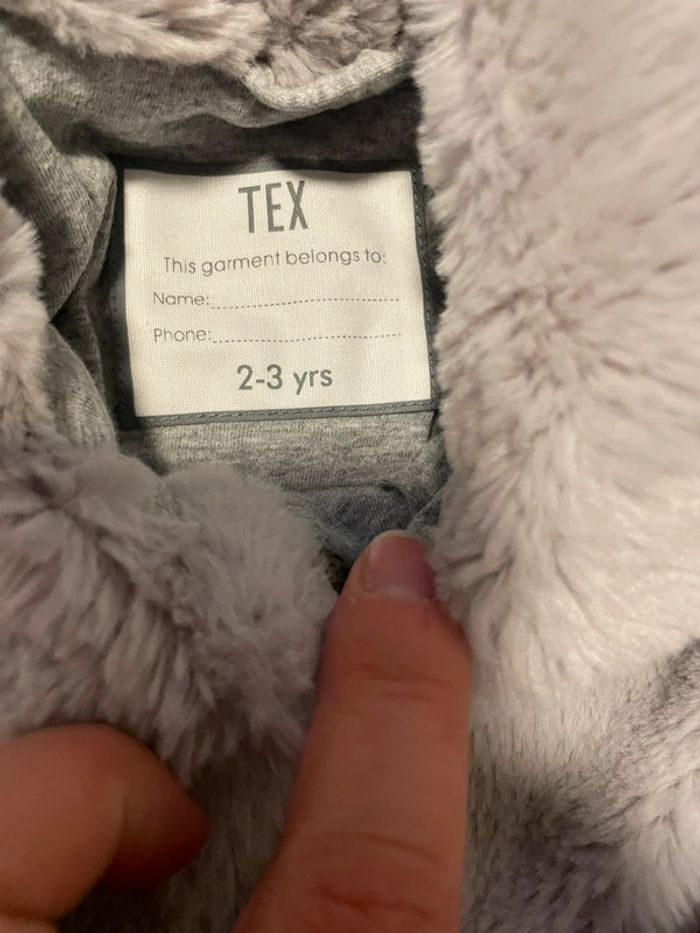 TEX
This garment belongs to:
Name:
Phone:
2-3 yrs